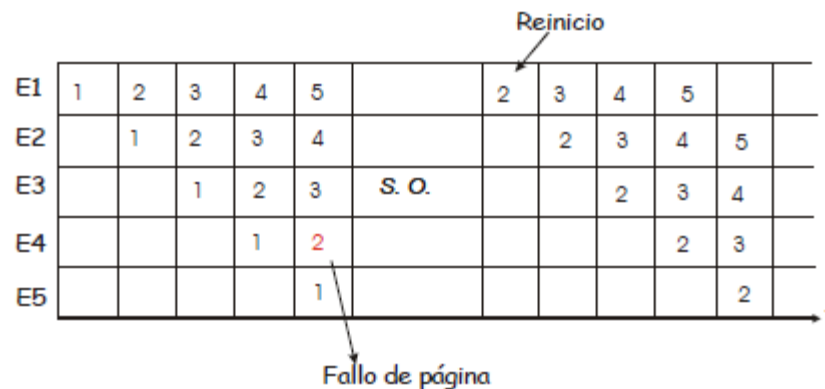 Reinicio
E1 1 2 3 4 5 2 3 4 5
E2 1 2 3 4 2 3 4 5
E3 1 2 3 S. O. 2 3 4
E4 1 2 2 3
E5 1 2
Fallo de página